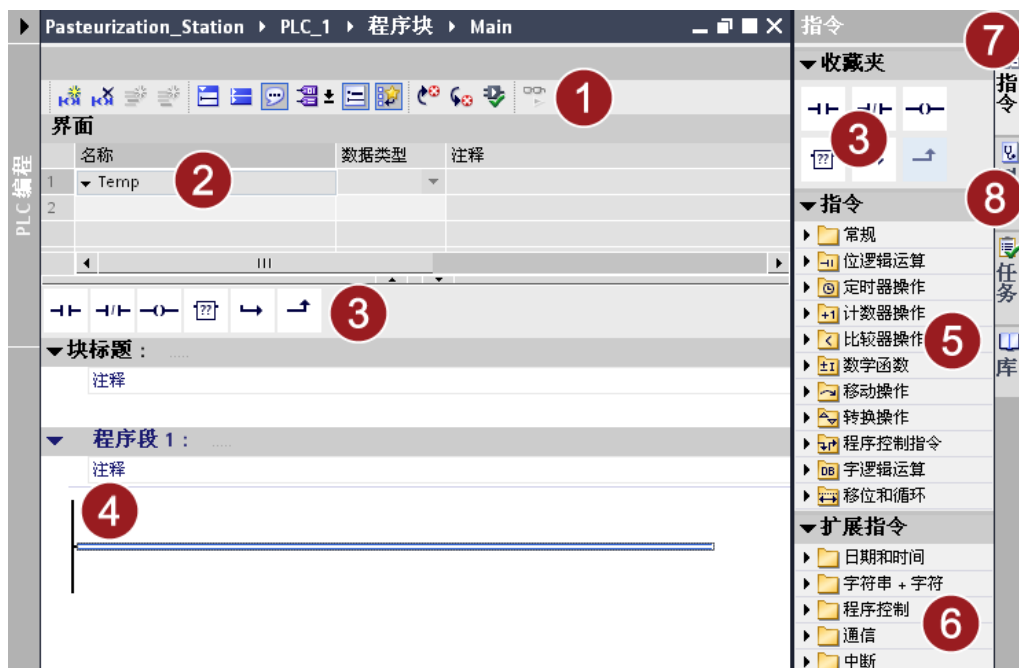 Pasteurization_Station ▸ PLC_1 ▸ 程序块 ▸ Main
PLC 编程
1
界面
名称 数据类型 注释
2
1 Temp
2
3
块标题：
注释
程序段 1：
注释
4
指令
7
收藏夹
3
指令
常规
位逻辑运算
定时器操作
计数器操作
比较器操作
5
数学函数
移动操作
转换操作
程序控制指令
字逻辑运算
移位和循环
扩展指令
日期和时间
字符串 + 字符
程序控制
6
通信
中断
指令
8
任务
库